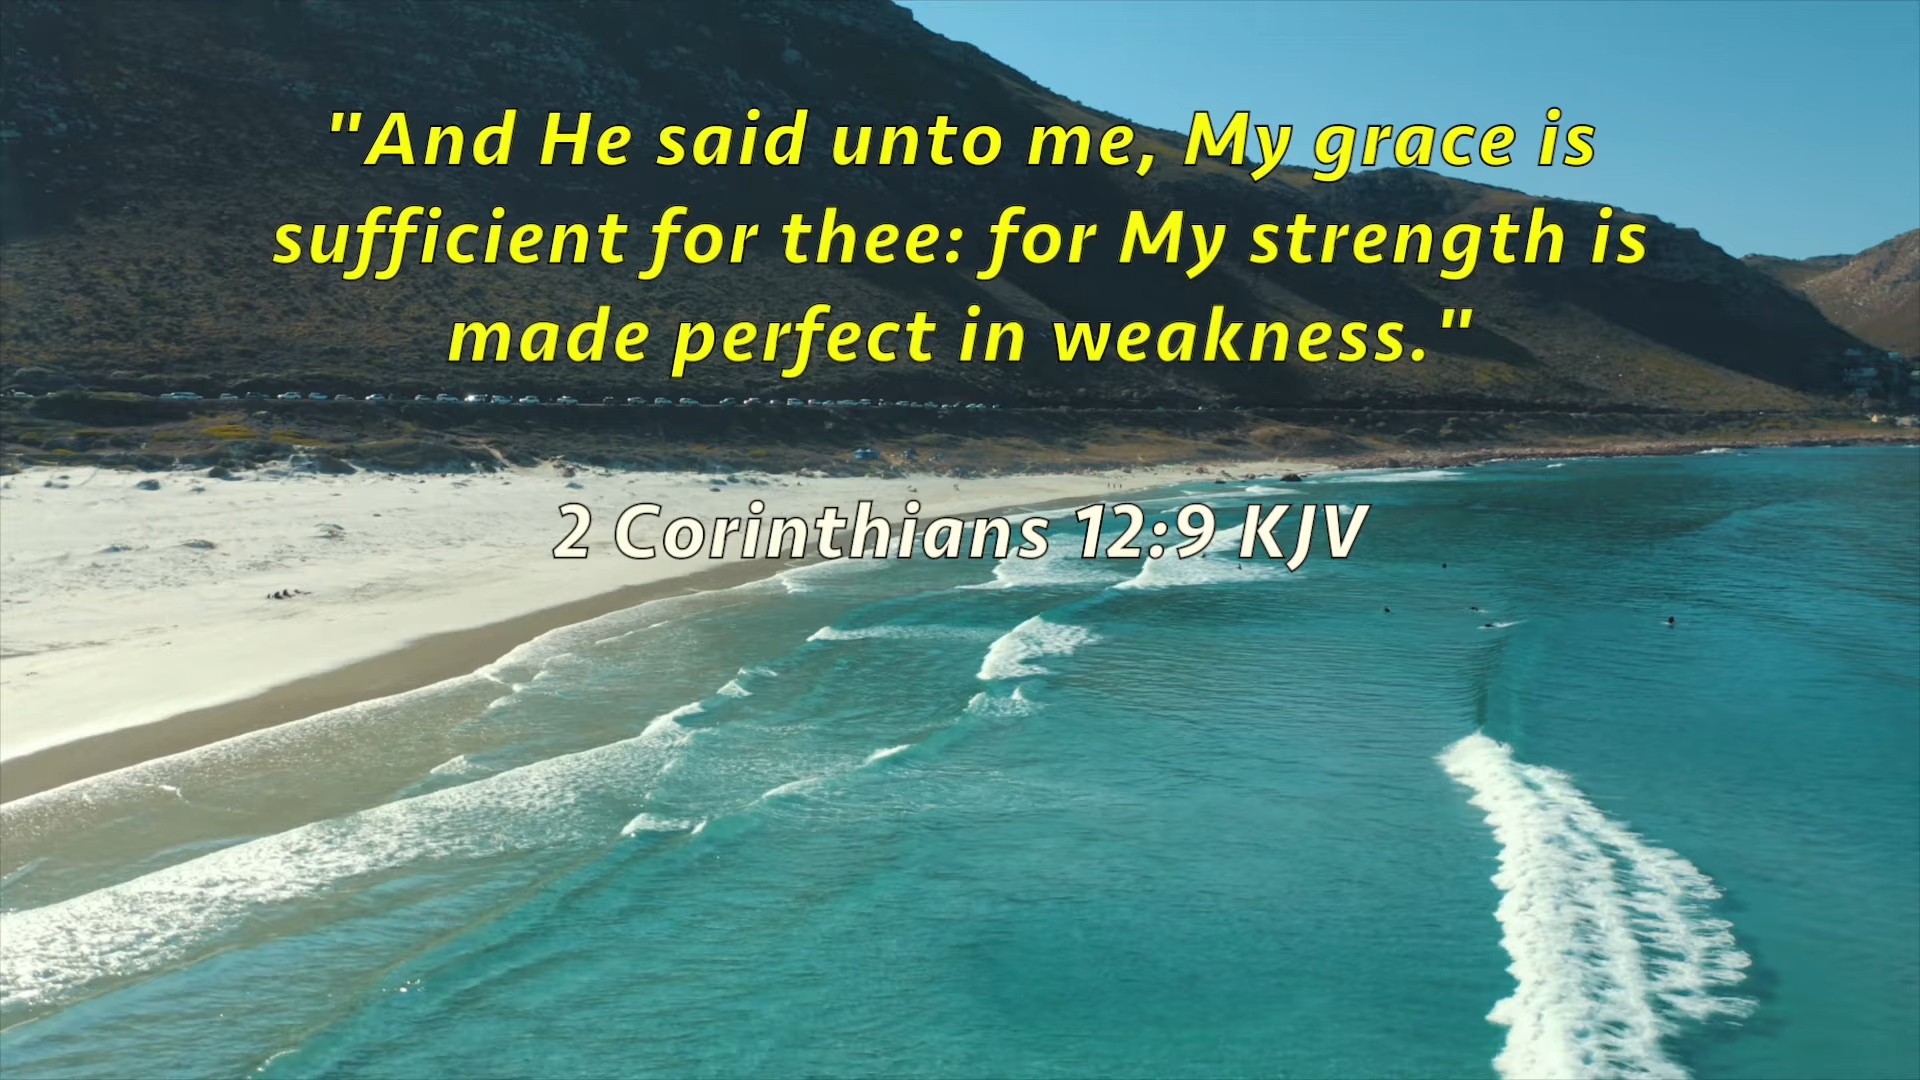 "And He said unto me, My grace is
sufficient for thee: for My strength is
made perfect in weakness."
2 Corinthians 12:9 KJV